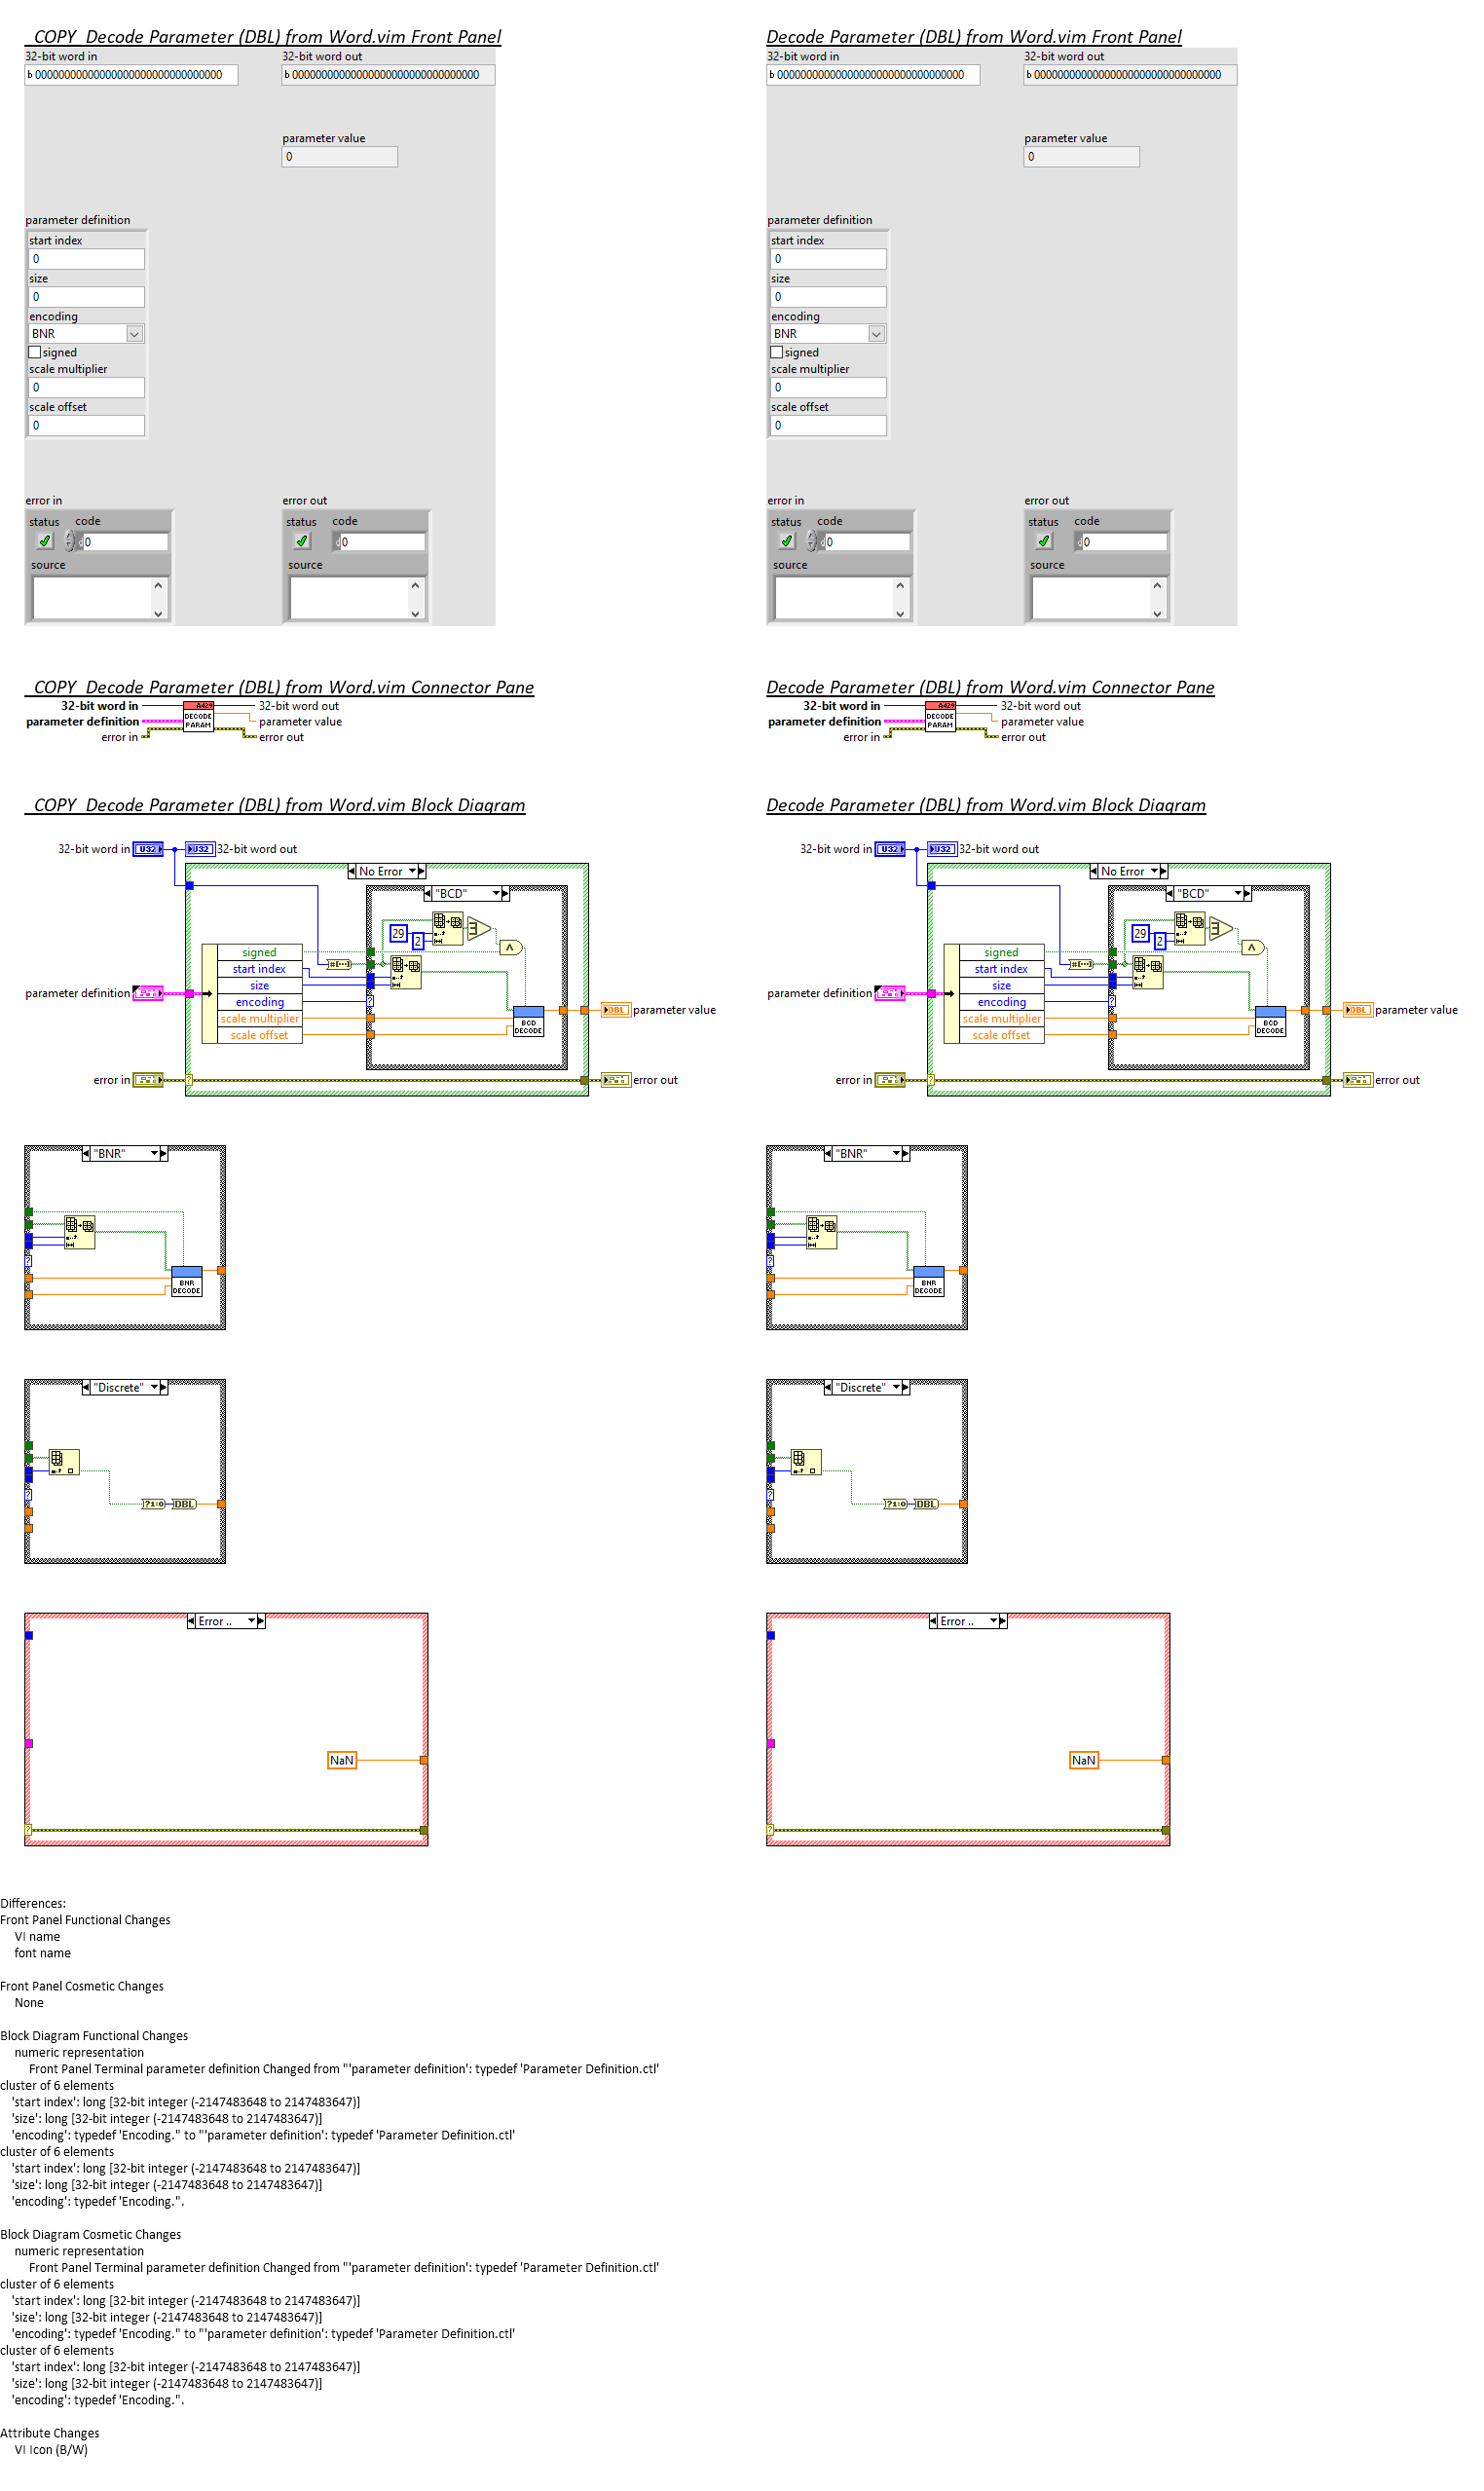 _COPY_Decode Parameter (DBL) from Word.vim Front Panel
32-bit word in
32-bit word out
b 00000000000000000000000000000000
b 00000000000000000000000000000000
parameter value
0
parameter definition
start index
0
size
0
encoding
BNR
signed
scale multiplier
0
scale offset
0
error in
error out
status code
status code
d 0
d 0
source
source
Decode Parameter (DBL) from Word.vim Front Panel
32-bit word in
32-bit word out
b 00000000000000000000000000000000
b 00000000000000000000000000000000
parameter value
0
parameter definition
start index
0
size
0
encoding
BNR
signed
scale multiplier
0
scale offset
0
error in
error out
status code
status code
d 0
d 0
source
source
_COPY_Decode Parameter (DBL) from Word.vim Connector Pane
32-bit word in
A429
32-bit word out
parameter definition
DECODE
PARAM
parameter value
error in
error out
Decode Parameter (DBL) from Word.vim Connector Pane
32-bit word in
A429
32-bit word out
parameter definition
DECODE
PARAM
parameter value
error in
error out
_COPY_Decode Parameter (DBL) from Word.vim Block Diagram
32-bit word in
U32
U32
32-bit word out
No Error
"BCD"
29
2
signed
start index
size
encoding
scale multiplier
scale offset
parameter definition
#[...]
?
BCD
DECODE
DBL
parameter value
error in
?
error out
Decode Parameter (DBL) from Word.vim Block Diagram
32-bit word in
U32
U32
32-bit word out
No Error
"BCD"
29
2
signed
start index
size
encoding
scale multiplier
scale offset
parameter definition
#[...]
?
BCD
DECODE
DBL
parameter value
error in
?
error out
"BNR"
?
BNR
DECODE
"BNR"
?
BNR
DECODE
"Discrete"
?
?1:0
DBL
"Discrete"
?
?1:0
DBL
Error ..
NaN
?
Error ..
NaN
?
Differences:
Front Panel Functional Changes
VI name
font name
Front Panel Cosmetic Changes
None
Block Diagram Functional Changes
numeric representation
Front Panel Terminal parameter definition Changed from "'parameter definition': typedef 'Parameter Definition.ctl'
cluster of 6 elements
'start index': long [32-bit integer (-2147483648 to 2147483647)]
'size': long [32-bit integer (-2147483648 to 2147483647)]
'encoding': typedef 'Encoding." to "'parameter definition': typedef 'Parameter Definition.ctl'
cluster of 6 elements
'start index': long [32-bit integer (-2147483648 to 2147483647)]
'size': long [32-bit integer (-2147483648 to 2147483647)]
'encoding': typedef 'Encoding.".
Block Diagram Cosmetic Changes
numeric representation
Front Panel Terminal parameter definition Changed from "'parameter definition': typedef 'Parameter Definition.ctl'
cluster of 6 elements
'start index': long [32-bit integer (-2147483648 to 2147483647)]
'size': long [32-bit integer (-2147483648 to 2147483647)]
'encoding': typedef 'Encoding." to "'parameter definition': typedef 'Parameter Definition.ctl'
cluster of 6 elements
'start index': long [32-bit integer (-2147483648 to 2147483647)]
'size': long [32-bit integer (-2147483648 to 2147483647)]
'encoding': typedef 'Encoding.".
Attribute Changes
VI Icon (B/W)